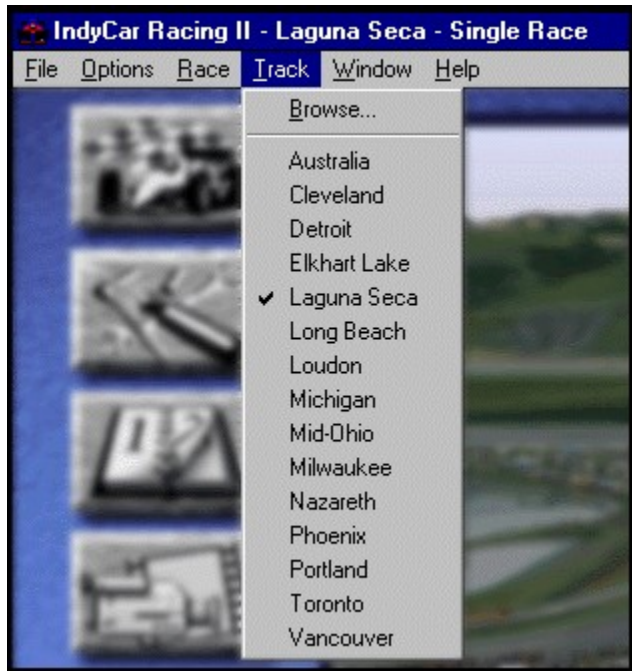 IndyCar Racing II - Laguna Seca - Single Race
File Options Race Track Window Help
Browse...
Australia
Cleveland
Detroit
Elkhart Lake
Laguna Seca
Long Beach
Loudon
Michigan
Mid-Ohio
Milwaukee
Nazareth
Phoenix
Portland
Toronto
Vancouver